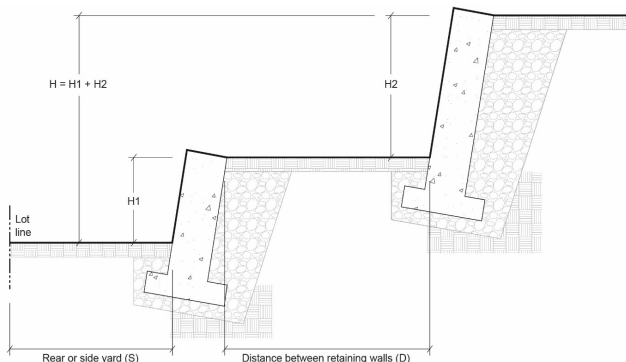 H = H1 + H2
H2
H1
Lot
line
Rear or side yard (S)
Distance between retaining walls (D)